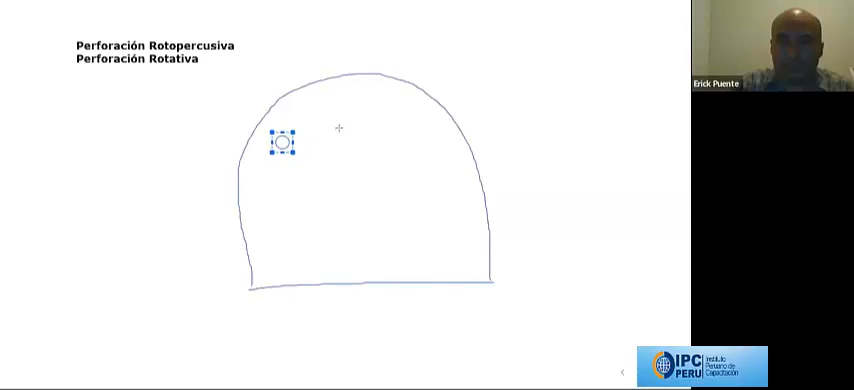 Perforación Rotopercusiva
Perforación Rotativa
Erick Puente
IPC
PERU
Instituto
Peruano de
Capacitación